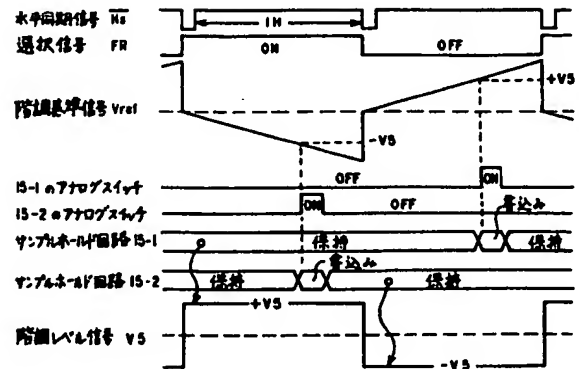 水平同期信号 Hs
1H
選択信号 FR
ON
OFF
階調基準信号 Vref
+V5
-V5
15-1のアナログスイッチ
OFF
ON
15-2のアナログスイッチ
ON
OFF
書込み
サンプルホールド回路 15-1
保持
保持
書込み
サンプルホールド回路 15-2
保持
保持
階調レベル信号 V5
+V5
-V5